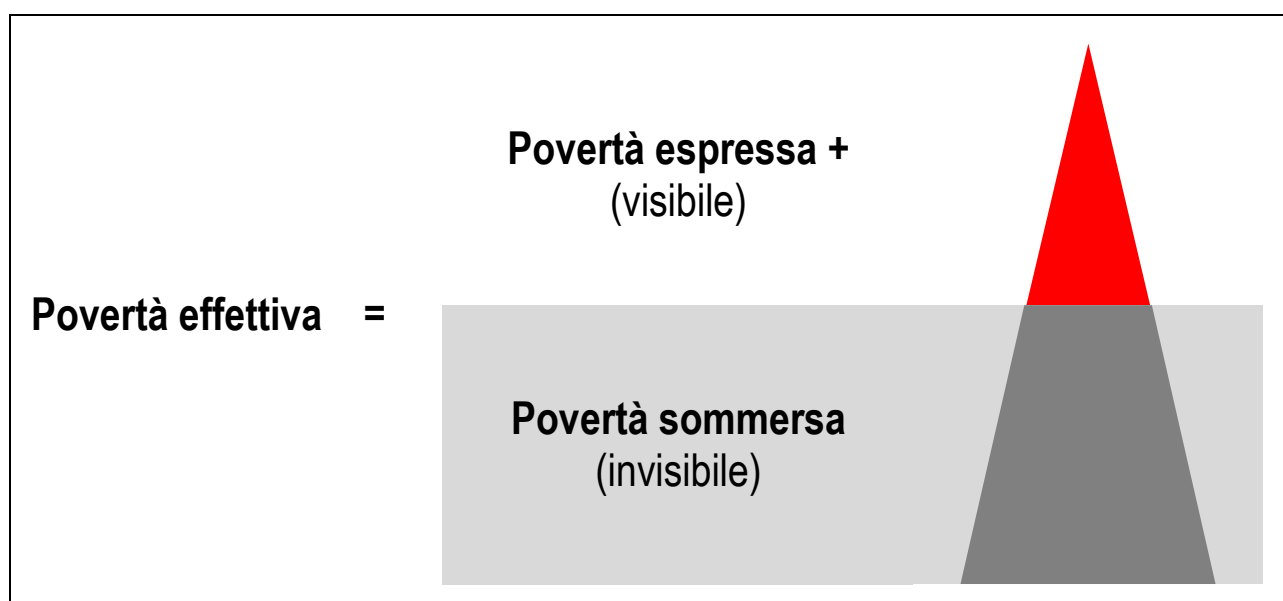 Povertà espressa +
(visibile)
Povertà effettiva =
Povertà sommersa
(invisibile)